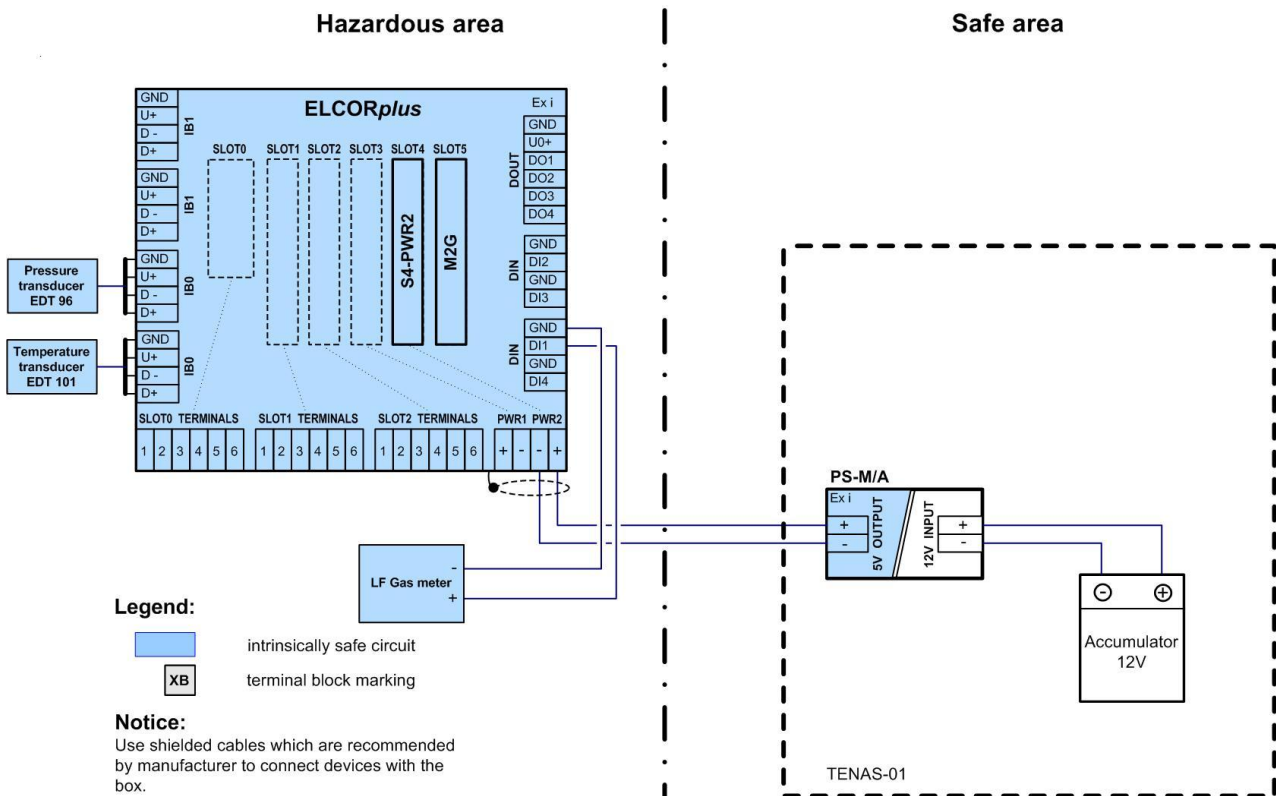 Hazardous area
Safe area
ELCORplus
Ex i
GND
U+
D -
D+
IB1
GND
U+
D -
D+
IB1
GND
U+
D -
D+
IB0
GND
U+
D -
D+
IB0
Pressure
transducer
EDT 96
Temperature
transducer
EDT 101
SLOT0
SLOT1
SLOT2
SLOT3
SLOT4
SLOT5
S4-PWR2
M2G
DOUT
GND
U0+
DO1
DO2
DO3
DO4
DIN
GND
DI2
GND
DI3
DIN
GND
DI1
GND
DI4
SLOT0 TERMINALS
1 2 3 4 5 6
SLOT1 TERMINALS
1 2 3 4 5 6
SLOT2 TERMINALS
1 2 3 4 5 6
PWR1 PWR2
+ - - +
LF Gas meter
-
+
PS-M/A
Ex i
+
-
5V OUTPUT
12V INPUT
+
-
- +
Accumulator
12V
TENAS-01
Legend:
intrinsically safe circuit
XB
terminal block marking
Notice:
Use shielded cables which are recommended
by manufacturer to connect devices with the
box.